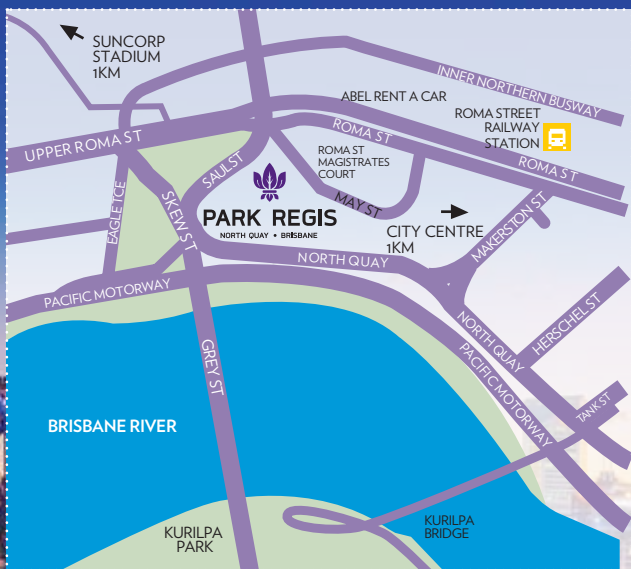 SUNCORP
STADIUM
1KM
INNER NORTHERN BUSWAY
ABEL RENT A CAR
ROMA STREET
RAILWAY
STATION
UPPER ROMA ST
ROMA ST
ROMA ST
ROMA ST
MAGISTRATES
COURT
SAUL ST
EAGLE TCE
SKEW ST
MAY ST
PARK REGIS
NORTH QUAY • BRISBANE
CITY CENTRE
1KM
MAKERSTON ST
NORTH QUAY
PACIFIC MOTORWAY
HERSCHEL ST
NORTH QUAY
PACIFIC MOTORWAY
GREY ST
TANK ST
BRISBANE RIVER
KURILPA
PARK
KURILPA
BRIDGE